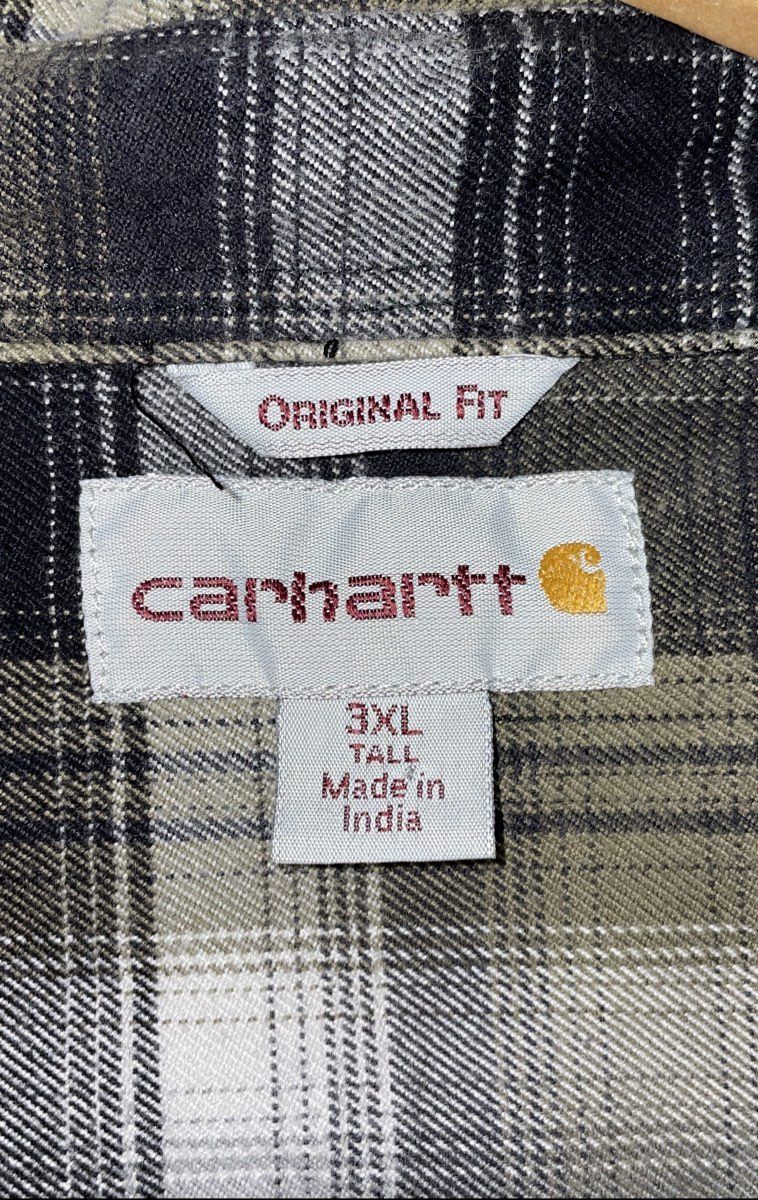 ORIGINAL FIT
carhartt
3XL
TALL
Made in
India